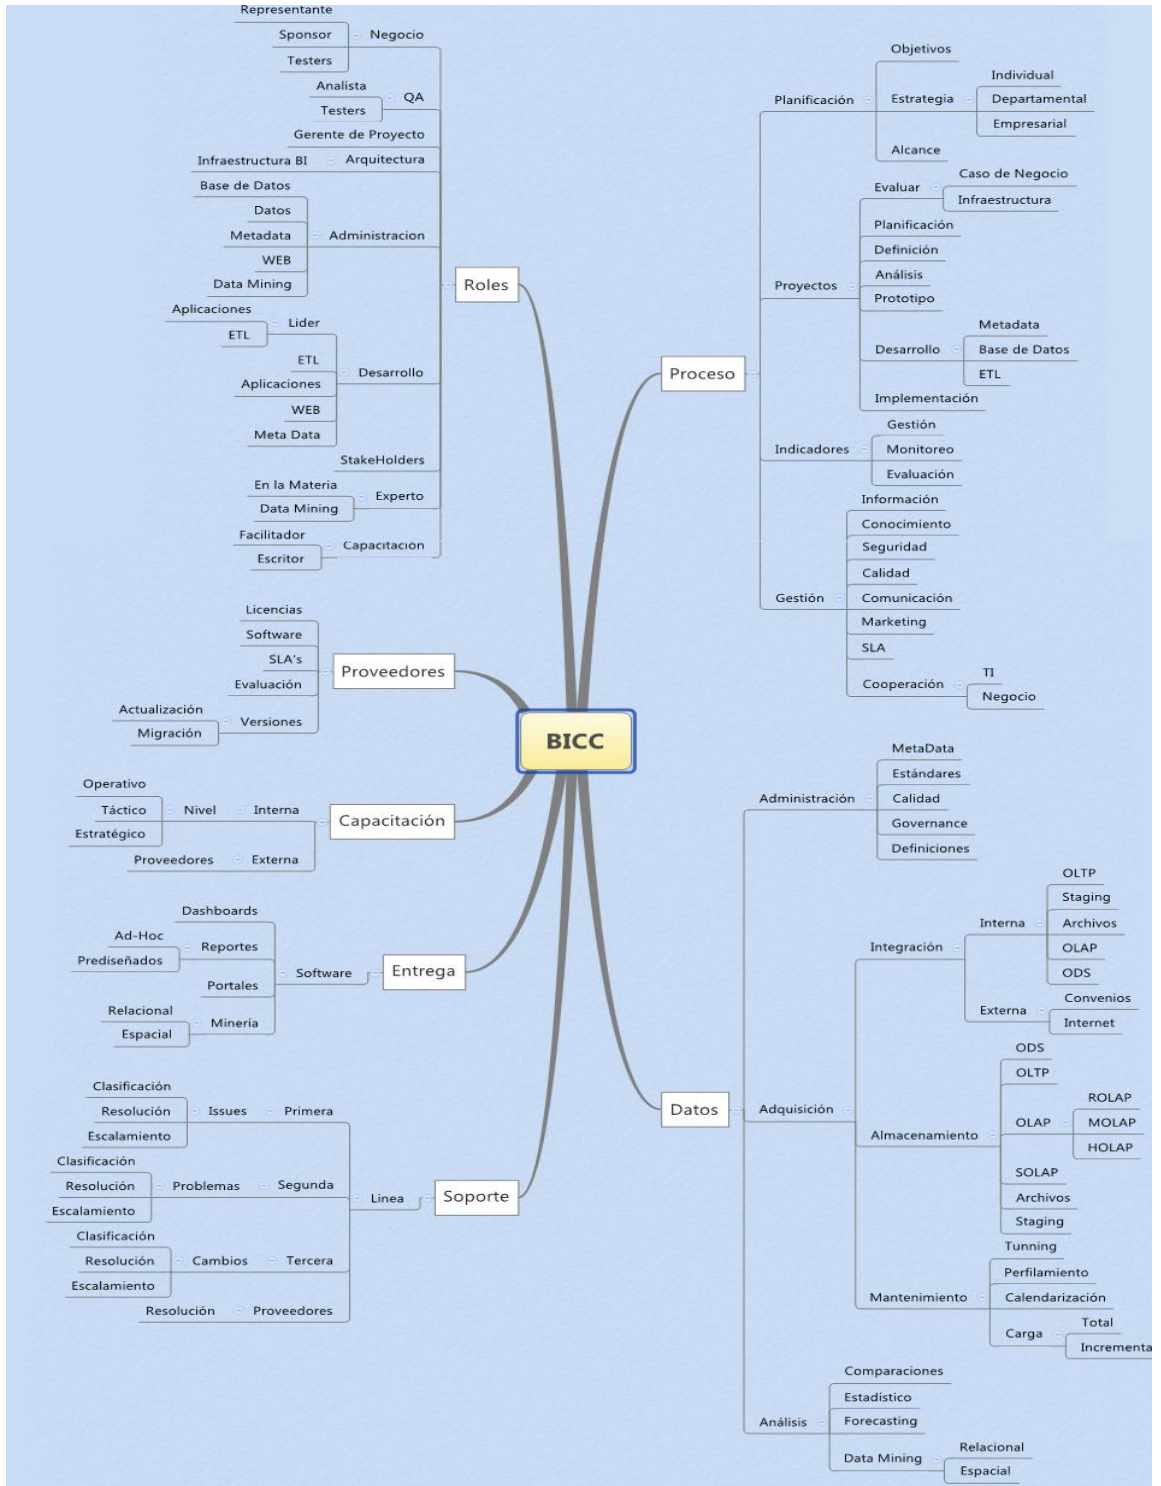 BICC
Roles
Negocio
Representante
Sponsor
Testers
QA
Analista
Testers
Gerente de Proyecto
Arquitectura
Infraestructura BI
Administracion
Base de Datos
Datos
Metadata
WEB
Data Mining
Desarrollo
Lider
Aplicaciones
ETL
ETL
Aplicaciones
WEB
Meta Data
StakeHolders
Experto
En la Materia
Data Mining
Capacitación
Facilitador
Escritor
Proveedores
Licencias
Software
SLA's
Evaluación
Versiones
Actualización
Migración
Capacitación
Interna
Nivel
Operativo
Táctico
Estratégico
Externa
Proveedores
Entrega
Software
Dashboards
Reportes
Ad-Hoc
Prediseñados
Portales
Minería
Relacional
Espacial
Soporte
Linea
Primera
Issues
Clasificación
Resolución
Escalamiento
Segunda
Problemas
Clasificación
Resolución
Escalamiento
Tercera
Cambios
Clasificación
Resolución
Escalamiento
Proveedores
Resolución
Proceso
Planificación
Objetivos
Estrategia
Individual
Departamental
Empresarial
Alcance
Proyectos
Evaluar
Caso de Negocio
Infraestructura
Planificación
Definición
Análisis
Prototipo
Desarrollo
Metadata
Base de Datos
ETL
Implementación
Indicadores
Gestión
Monitoreo
Evaluación
Gestión
Información
Conocimiento
Seguridad
Calidad
Comunicación
Marketing
SLA
Cooperación
TI
Negocio
Datos
Administración
MetaData
Estándares
Calidad
Governance
Definiciones
Adquisición
Integración
Interna
OLTP
Staging
Archivos
OLAP
ODS
Externa
Convenios
Internet
Almacenamiento
ODS
OLTP
OLAP
ROLAP
MOLAP
HOLAP
SOLAP
Archivos
Staging
Mantenimiento
Tunning
Perfilamiento
Calendarización
Carga
Total
Incrementa
Análisis
Comparaciones
Estadístico
Forecasting
Data Mining
Relacional
Espacial